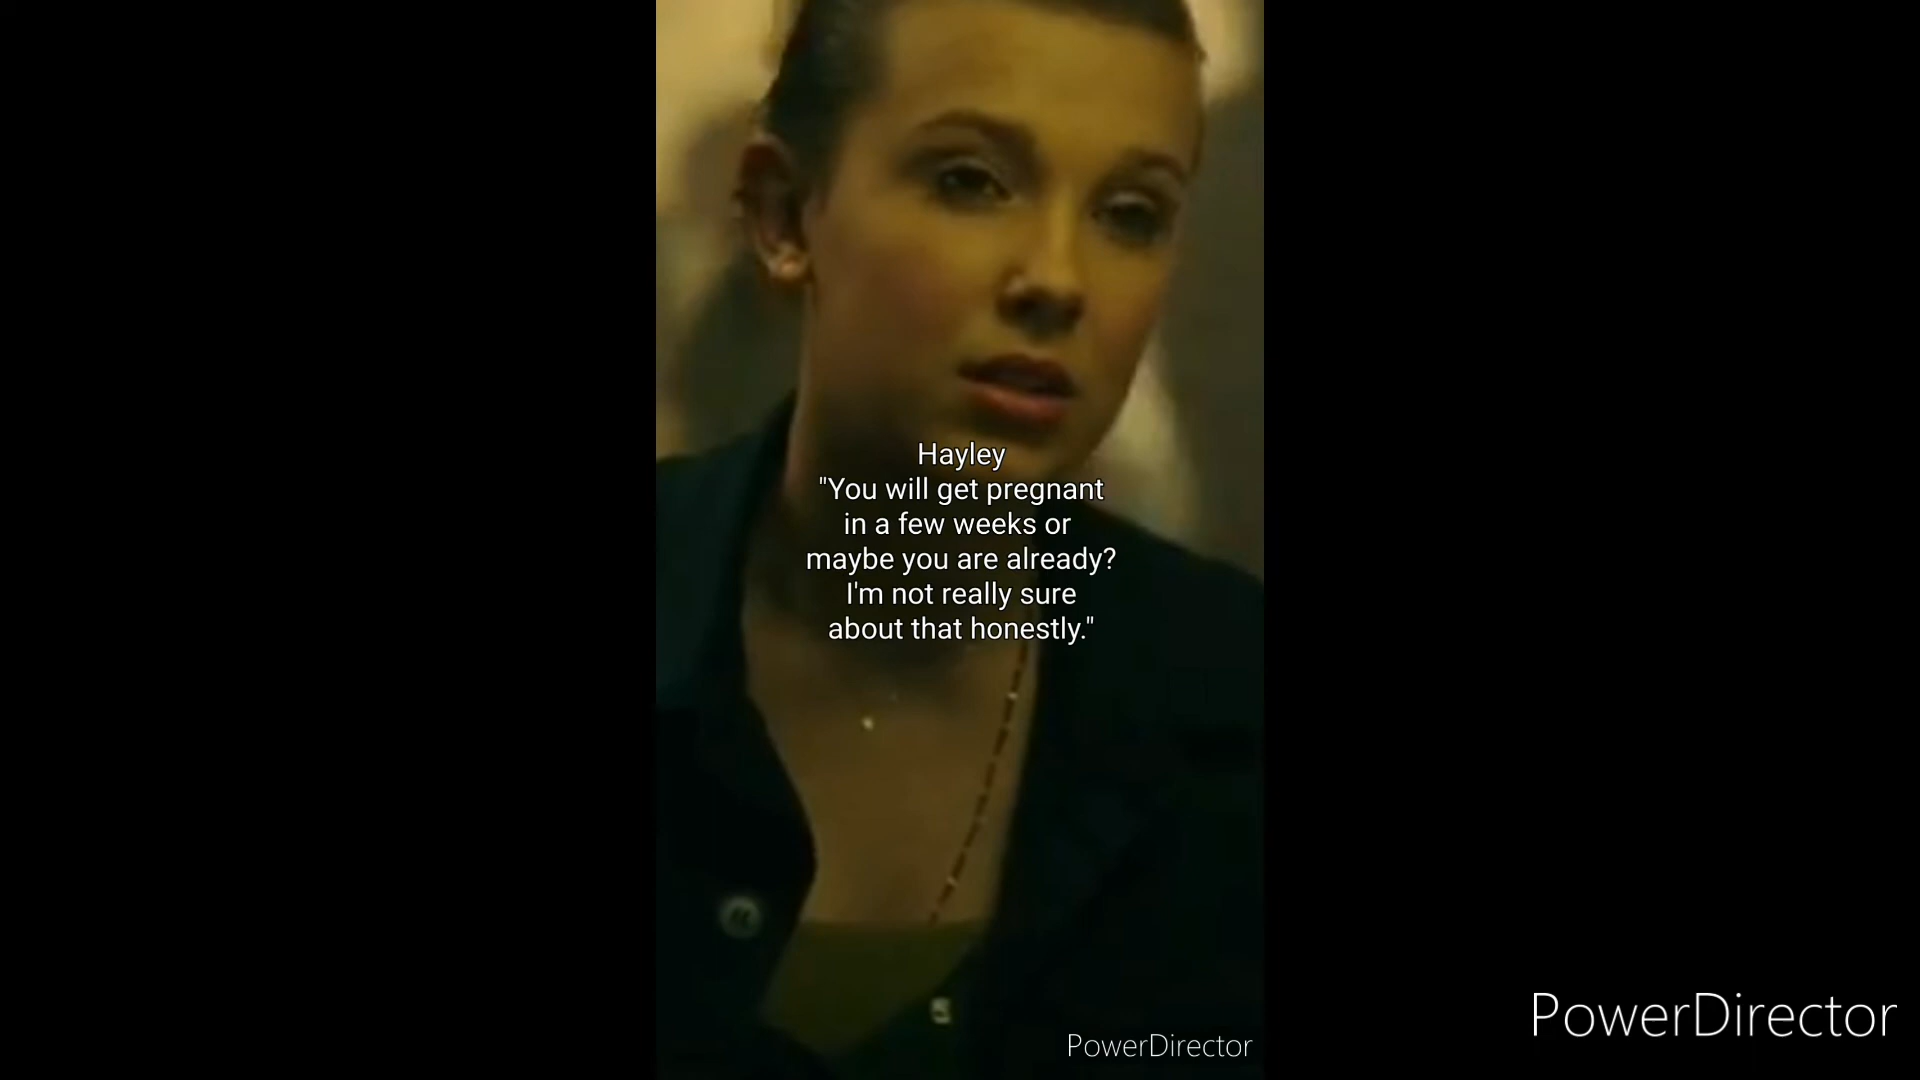 Hayley
"You will get pregnant
in a few weeks or
maybe you are already?
I'm not really sure
about that honestly."
PowerDirector
PowerDirector